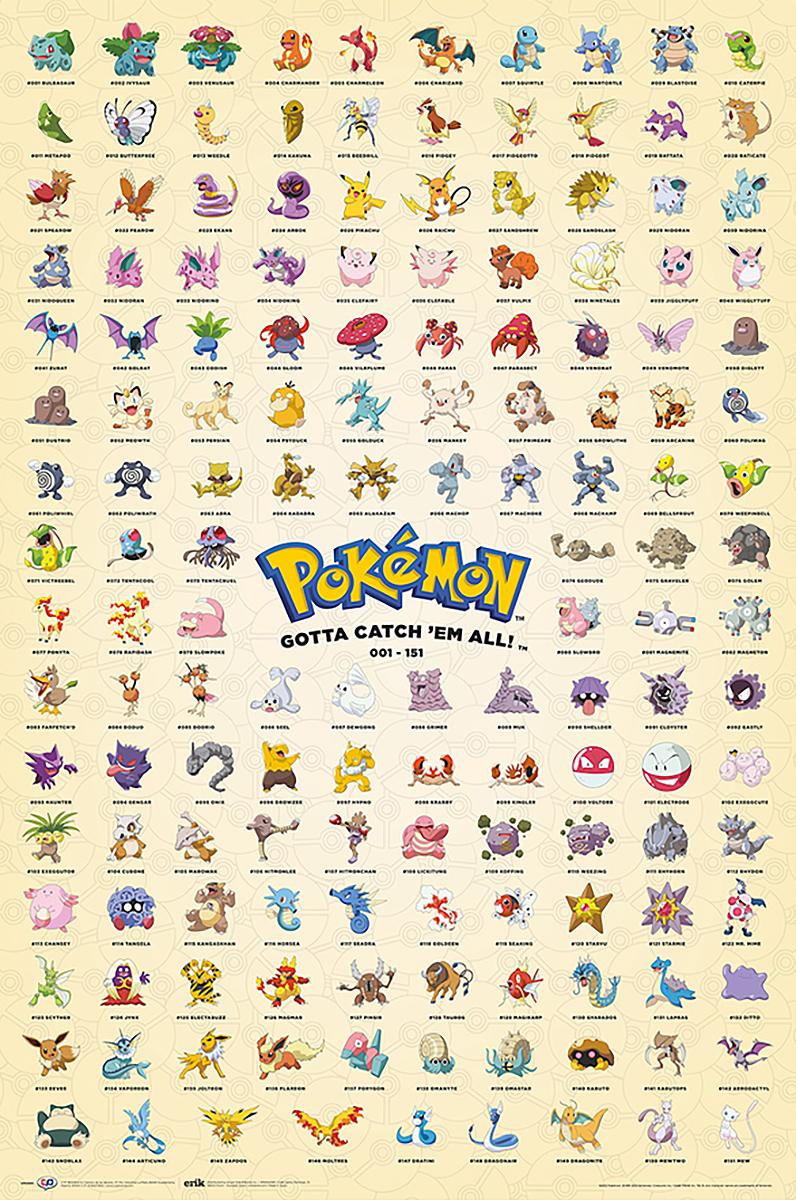 #001 BULBASAUR #002 IVYSAUR #003 VENUSAUR #004 CHARMANDER #005 CHARMELEON #006 CHARIZARD #007 SQUIRTLE #008 WARTORTLE #009 BLASTOISE #010 CATERPIE
#011 METAPOD #012 BUTTERFREE #013 WEEDLE #014 KAKUNA #015 BEEDRILL #016 PIDGEY #017 PIDGEOTTO #018 PIDGEOT #019 RATTATA #020 RATICATE
#021 SPEAROW #022 FEAROW #023 EKANS #024 ARBOK #025 PIKACHU #026 RAICHU #027 SANDSHREW #028 SANDSLASH #029 NIDORAN #030 NIDORINA
#031 NIDOQUEEN #032 NIDORAN #033 NIDORINO #034 NIDOKING #035 CLEFAIRY #036 CLEFABLE #037 VULPIX #038 NINETALES #039 JIGGLYPUFF #040 WIGGLYTUFF
#041 ZUBAT #042 GOLBAT #043 ODDISH #044 GLOOM #045 VILEPLUME #046 PARAS #047 PARASECT #048 VENONAT #049 VENOMOTH #050 DIGLETT
#051 DUGTRIO #052 MEOWTH #053 PERSIAN #054 PSYDUCK #055 GOLDUCK #056 MANKEY #057 PRIMEAPE #058 GROWLITHE #059 ARCANINE #060 POLIWAG
#061 POLIWHIRL #062 POLIWRATH #063 ABRA #064 KADABRA #065 ALAKAZAM #066 MACHOP #067 MACHOKE #068 MACHAMP #069 BELLSPROUT #070 WEEPINBELL
#071 VICTREEBEL #072 TENTACOOL #073 TENTACRUEL #074 GEODUDE #075 GRAVELER #076 GOLEM
POKéMON TM
GOTTA CATCH 'EM ALL! TM
001 - 151
#077 PONYTA #078 RAPIDASH #079 SLOWPOKE #080 SLOWBRO #081 MAGNEMITE #082 MAGNETON
#083 FARFETCH'D #084 DODUO #085 DODRIO #086 SEEL #087 DEWGONG #088 GRIMER #089 MUK #090 SHELLDER #091 CLOYSTER #092 GASTLY
#093 HAUNTER #094 GENGAR #095 ONIX #096 DROWZEE #097 HYPNO #098 KRABBY #099 KINGLER #100 VOLTORB #101 ELECTRODE #102 EXEGGCUTE
#103 EXEGGUTOR #104 CUBONE #105 MAROWAK #106 HITMONLEE #107 HITMONCHAN #108 LICKITUNG #109 KOFFING #110 WEEZING #111 RHYHORN #112 RHYDON
#113 CHANSEY #114 TANGELA #115 KANGASKHAN #116 HORSEA #117 SEADRA #118 GOLDEEN #119 SEAKING #120 STARYU #121 STARMIE #122 MR. MIME
#123 SCYTHER #124 JYNX #125 ELECTABUZZ #126 MAGMAR #127 PINSIR #128 TAUROS #129 MAGIKARP #130 GYARADOS #131 LAPRAS #132 DITTO
#133 EEVEE #134 VAPOREON #135 JOLTEON #136 FLAREON #137 PORYGON #138 OMANYTE #139 OMASTAR #140 KABUTO #141 KABUTOPS #142 AERODACTYL
#143 SNORLAX #144 ARTICUNO #145 ZAPDOS #146 MOLTRES #147 DRATINI #148 DRAGONAIR #149 DRAGONITE #150 MEWTWO #151 MEW
erik